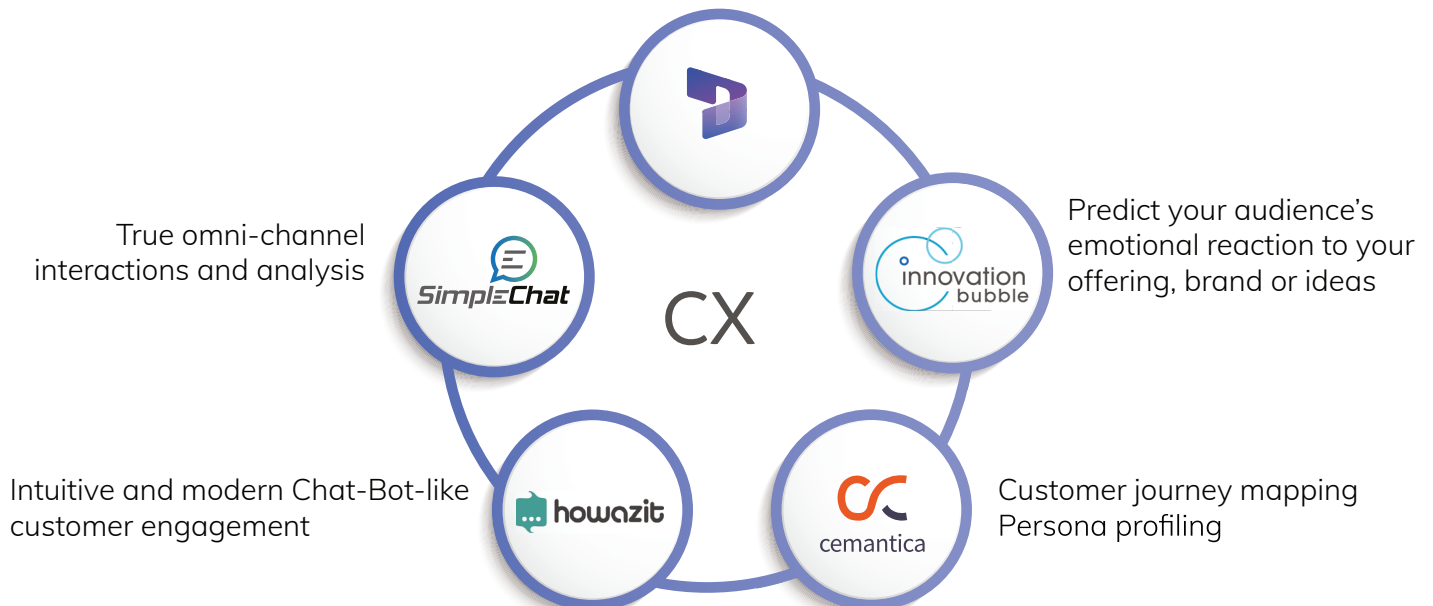 True omni-channel
interactions and analysis
SimpleChat
CX
innovation
bubble
Predict your audience’s
emotional reaction to your
offering, brand or ideas
Intuitive and modern Chat-Bot-like
customer engagement
howazit
cemantica
Customer journey mapping
Persona profiling